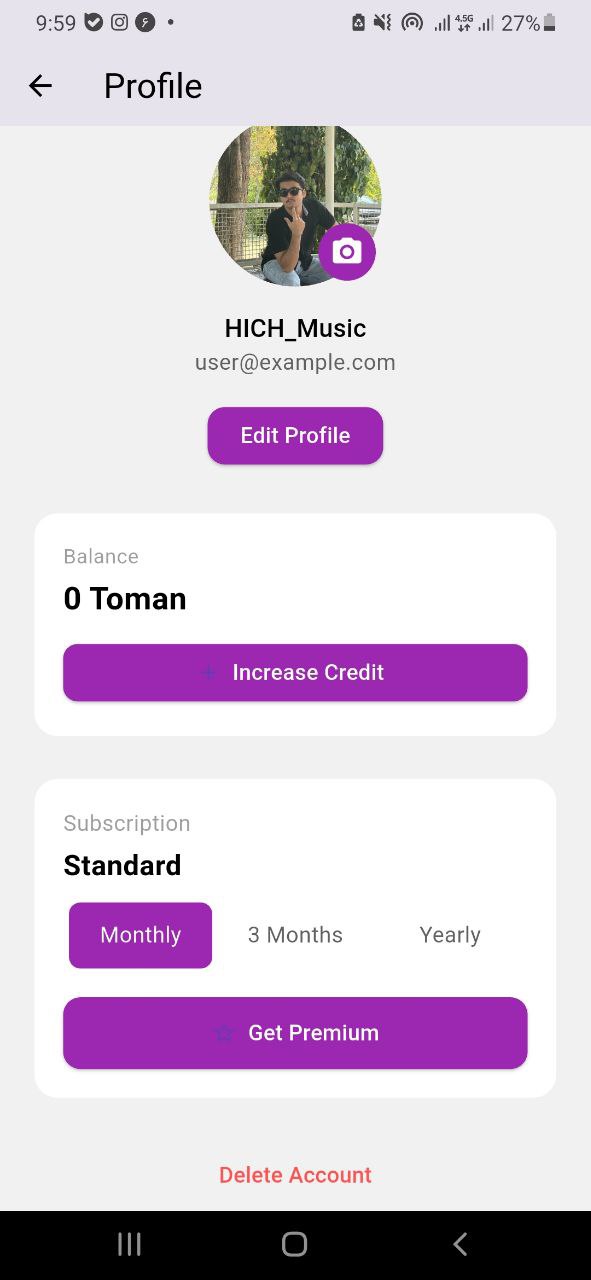 9:59 ۶ 4,5G 27%
Profile
HICH_Music
user@example.com
Edit Profile
Balance
0 Toman
Increase Credit
Subscription
Standard
Monthly 3 Months Yearly
Get Premium
Delete Account